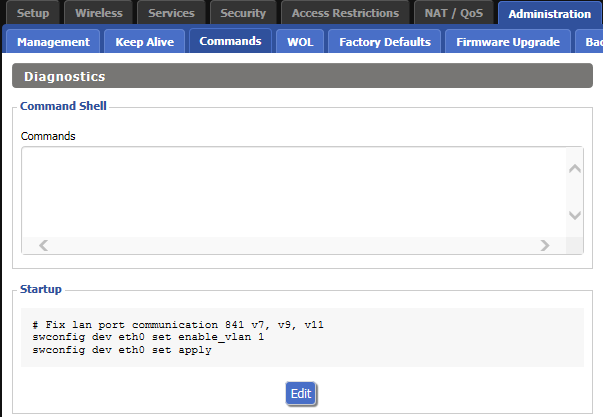 Setup Wireless Services Security Access Restrictions NAT / QoS Administration
Management Keep Alive Commands WOL Factory Defaults Firmware Upgrade
Diagnostics
Command Shell
Commands
Startup
# Fix lan port communication 841 v7, v9, v11
swconfig dev eth0 set enable_vlan 1
swconfig dev eth0 set apply
Edit